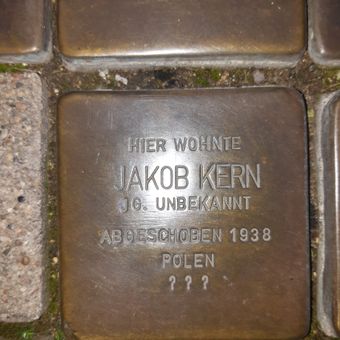 HIER WOHNTE
JAKOB KERN
JG. UNBEKANNT
ABGESCHOBEN 1938
POLEN
? ? ?